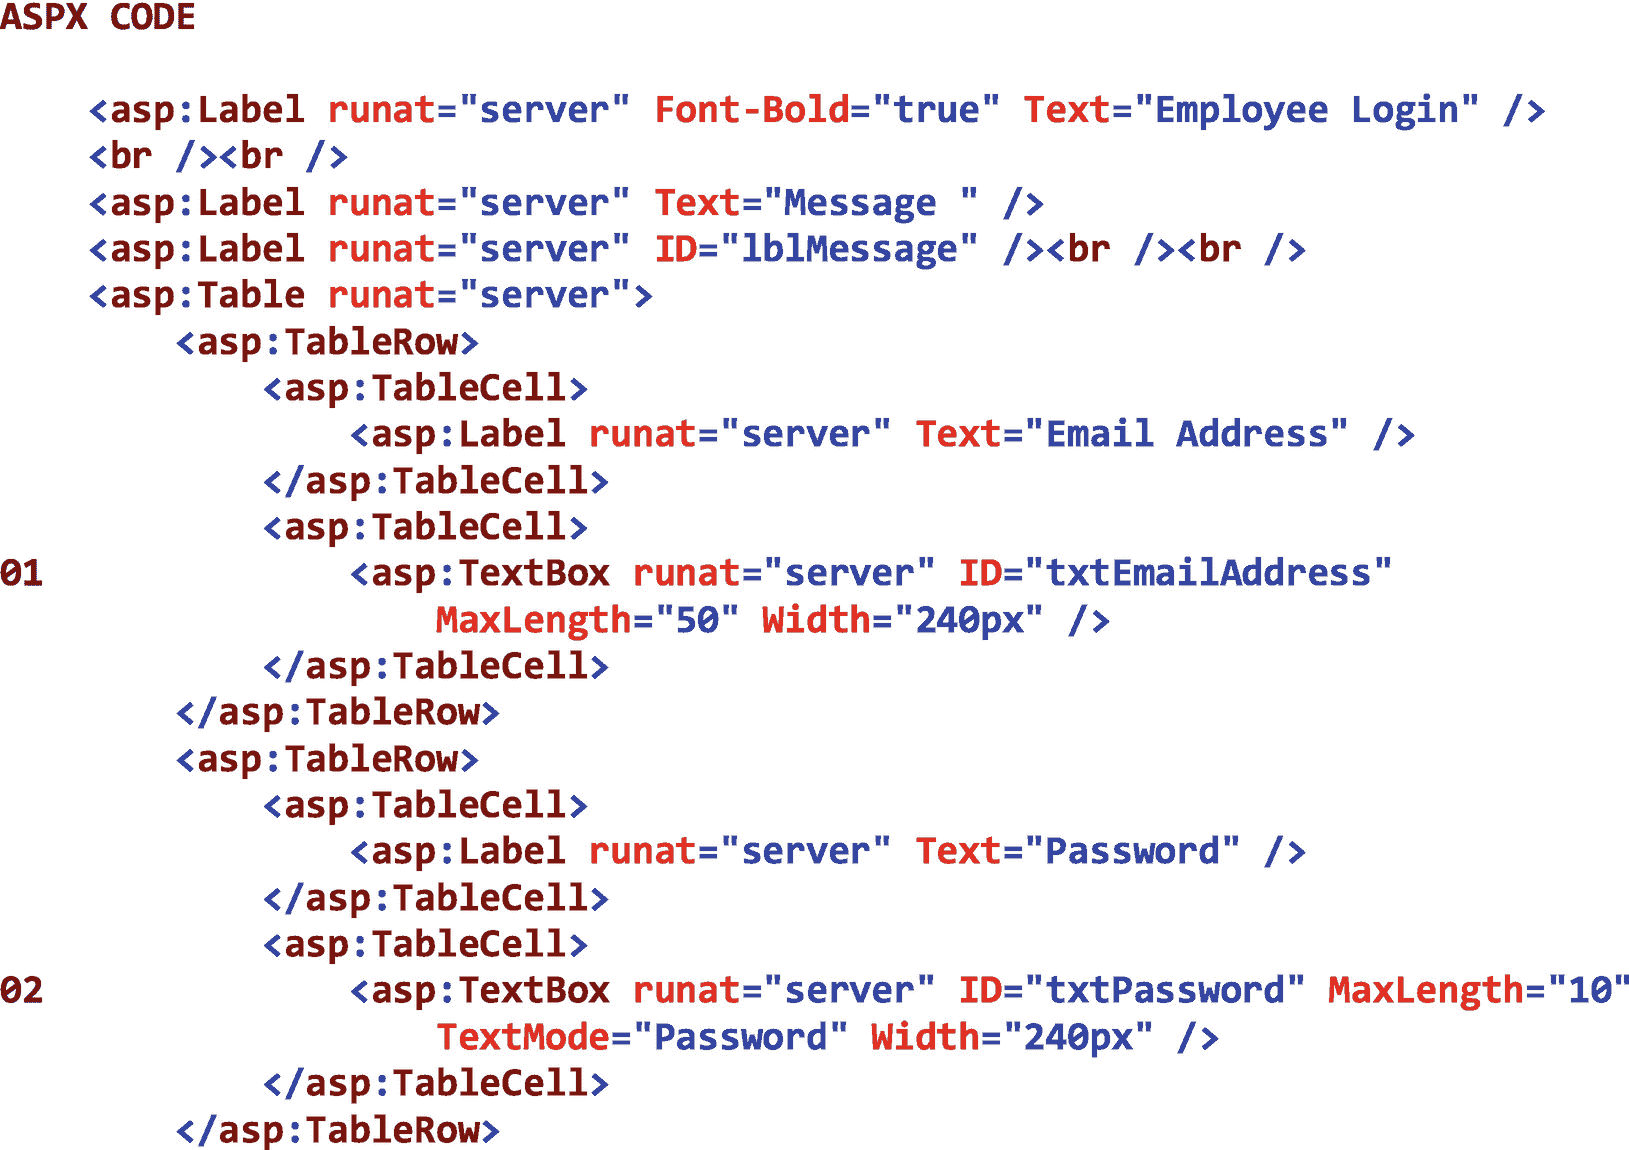 ASPX CODE
<asp:Label runat="server" Font-Bold="true" Text="Employee Login" />
<br /><br />
<asp:Label runat="server" Text="Message " />
<asp:Label runat="server" ID="lblMessage" /><br /><br />
<asp:Table runat="server">
<asp:TableRow>
<asp:TableCell>
<asp:Label runat="server" Text="Email Address" />
</asp:TableCell>
<asp:TableCell>
01 <asp:TextBox runat="server" ID="txtEmailAddress"
MaxLength="50" Width="240px" />
</asp:TableCell>
</asp:TableRow>
<asp:TableRow>
<asp:TableCell>
<asp:Label runat="server" Text="Password" />
</asp:TableCell>
<asp:TableCell>
02 <asp:TextBox runat="server" ID="txtPassword" MaxLength="10"
TextMode="Password" Width="240px" />
</asp:TableCell>
</asp:TableRow>